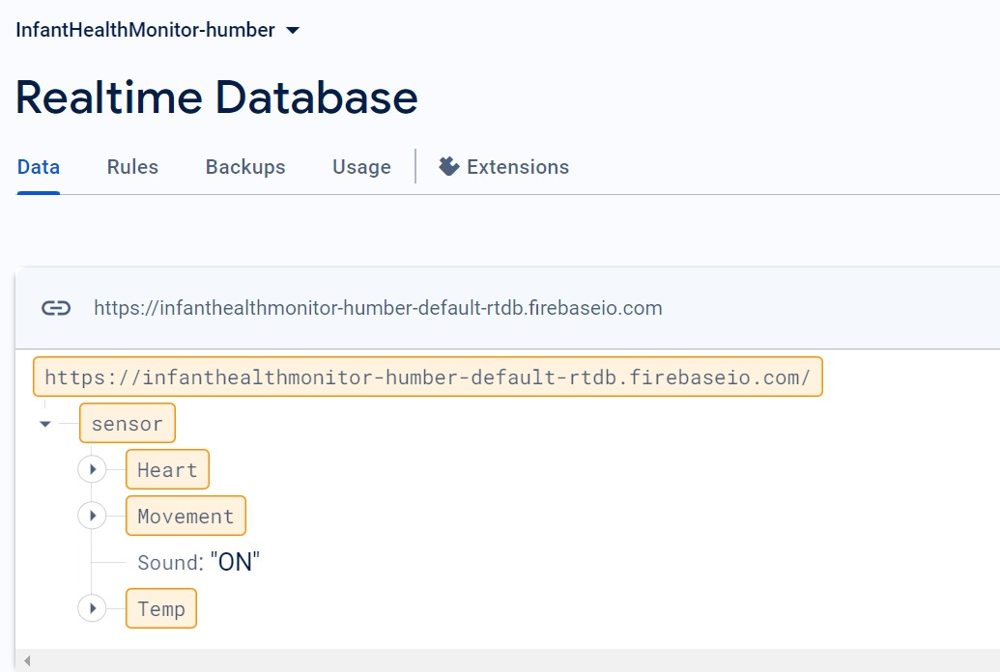 InfantHealthMonitor-humber
Realtime Database
Data Rules Backups Usage Extensions
https://infanthealthmonitor-humber-default-rtdb.firebaseio.com
https://infanthealthmonitor-humber-default-rtdb.firebaseio.com/
sensor
Heart
Movement
Sound: "ON"
Temp